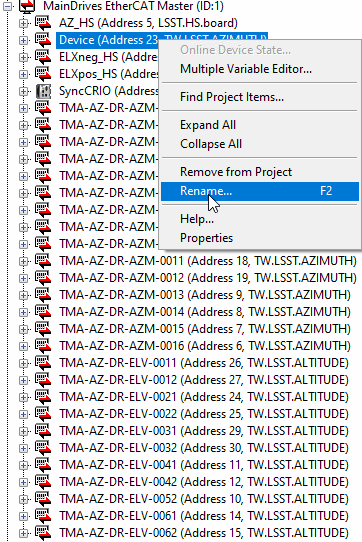 MainDrives EtherCAT Master (ID:1)
AZ_HS (Address 5, LSST.HS.board)
Device (Address 23, TW.LSST.AZIMUTH)
Online Device State...
ELXneg_HS (Add
Multiple Variable Editor...
ELXpos_HS (Add
SyncCRIO (Addres
Find Project Items...
TMA-AZ-DR-AZM-
TMA-AZ-DR-AZM-
Expand All
TMA-AZ-DR-AZM-
Collapse All
TMA-AZ-DR-AZM-
TMA-AZ-DR-AZM-
Remove from Project
TMA-AZ-DR-AZM-
Rename... F2
TMA-AZ-DR-AZM-
Help...
TMA-AZ-DR-AZM-
Properties
TMA-AZ-DR-AZM-0011 (Address 18, TW.LSST.AZIMUTH)
TMA-AZ-DR-AZM-0012 (Address 19, TW.LSST.AZIMUTH)
TMA-AZ-DR-AZM-0013 (Address 9, TW.LSST.AZIMUTH)
TMA-AZ-DR-AZM-0014 (Address 8, TW.LSST.AZIMUTH)
TMA-AZ-DR-AZM-0015 (Address 7, TW.LSST.AZIMUTH)
TMA-AZ-DR-AZM-0016 (Address 6, TW.LSST.AZIMUTH)
TMA-AZ-DR-ELV-0011 (Address 26, TW.LSST.ALTITUDE)
TMA-AZ-DR-ELV-0012 (Address 27, TW.LSST.ALTITUDE)
TMA-AZ-DR-ELV-0021 (Address 24, TW.LSST.ALTITUDE)
TMA-AZ-DR-ELV-0022 (Address 25, TW.LSST.ALTITUDE)
TMA-AZ-DR-ELV-0031 (Address 29, TW.LSST.ALTITUDE)
TMA-AZ-DR-ELV-0032 (Address 30, TW.LSST.ALTITUDE)
TMA-AZ-DR-ELV-0041 (Address 11, TW.LSST.ALTITUDE)
TMA-AZ-DR-ELV-0042 (Address 12, TW.LSST.ALTITUDE)
TMA-AZ-DR-ELV-0052 (Address 10, TW.LSST.ALTITUDE)
TMA-AZ-DR-ELV-0061 (Address 14, TW.LSST.ALTITUDE)
TMA-AZ-DR-ELV-0062 (Address 15, TW.LSST.ALTITUDE)